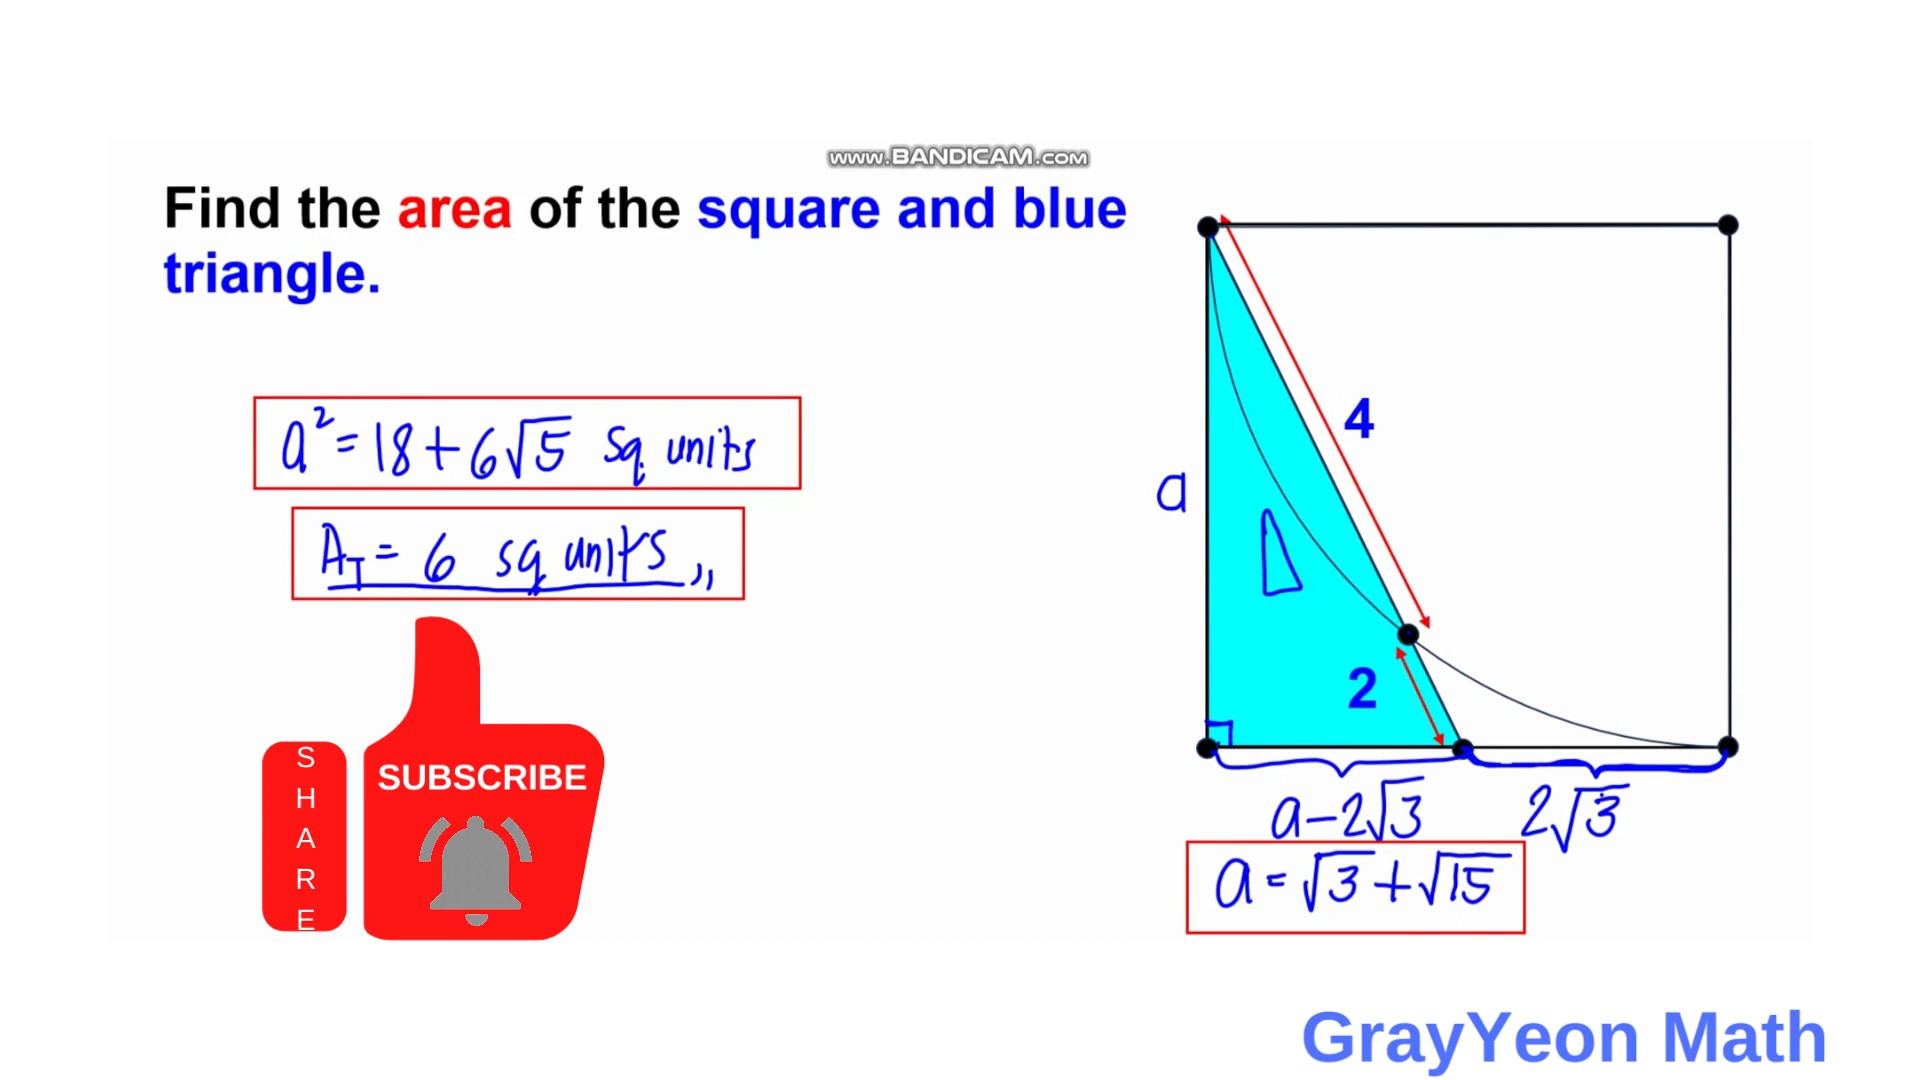 www.BANDICAM.com
Find the area of the square and blue
triangle.
a² = 18 + 6√5 sq. units
A_T = 6 sq units,,
4
a
2
a - 2√3
2√3
a = √3 + √15
SHARE
SUBSCRIBE
GrayYeon Math